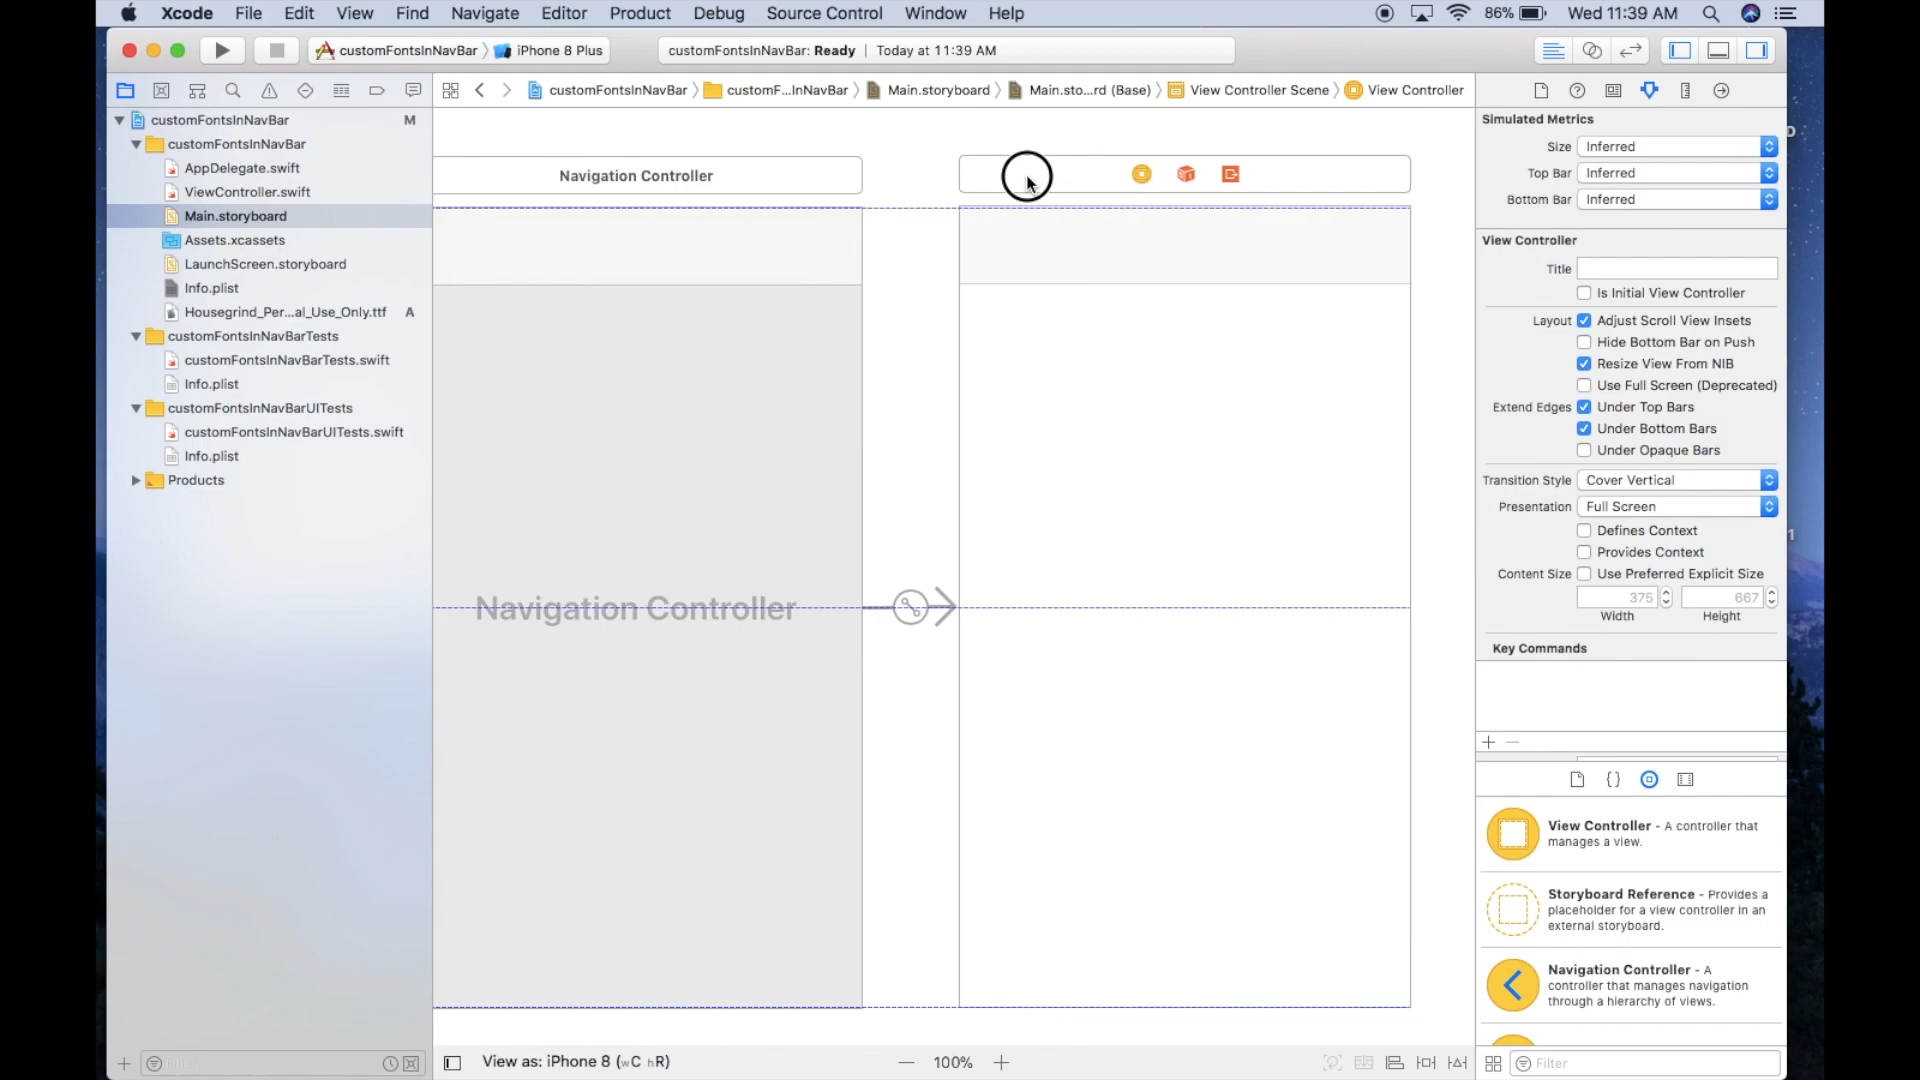 Xcode File Edit View Find Navigate Editor Product Debug Source Control Window Help 86% Wed 11:39 AM
customFontsInNavBar iPhone 8 Plus customFontsInNavBar: Ready | Today at 11:39 AM
customFontsInNavBar customF...InNavBar Main.storyboard Main.sto...rd (Base) View Controller Scene View Controller
customFontsInNavBar M
customFontsInNavBar
AppDelegate.swift
ViewController.swift
Main.storyboard
Assets.xcassets
LaunchScreen.storyboard
Info.plist
Housegrind_Per...al_Use_Only.ttf A
customFontsInNavBarTests
customFontsInNavBarTests.swift
Info.plist
customFontsInNavBarUITests
customFontsInNavBarUITests.swift
Info.plist
Products
Navigation Controller
Navigation Controller
View as: iPhone 8 (wC hR) 100%
Simulated Metrics
Size Inferred
Top Bar Inferred
Bottom Bar Inferred
View Controller
Title
Is Initial View Controller
Layout Adjust Scroll View Insets
Hide Bottom Bar on Push
Resize View From NIB
Use Full Screen (Deprecated)
Extend Edges Under Top Bars
Under Bottom Bars
Under Opaque Bars
Transition Style Cover Vertical
Presentation Full Screen
Defines Context
Provides Context
Content Size Use Preferred Explicit Size
375 667
Width Height
Key Commands
View Controller - A controller that
manages a view.
Storyboard Reference - Provides a
placeholder for a view controller in an
external storyboard.
Navigation Controller - A
controller that manages navigation
through a hierarchy of views.
Filter